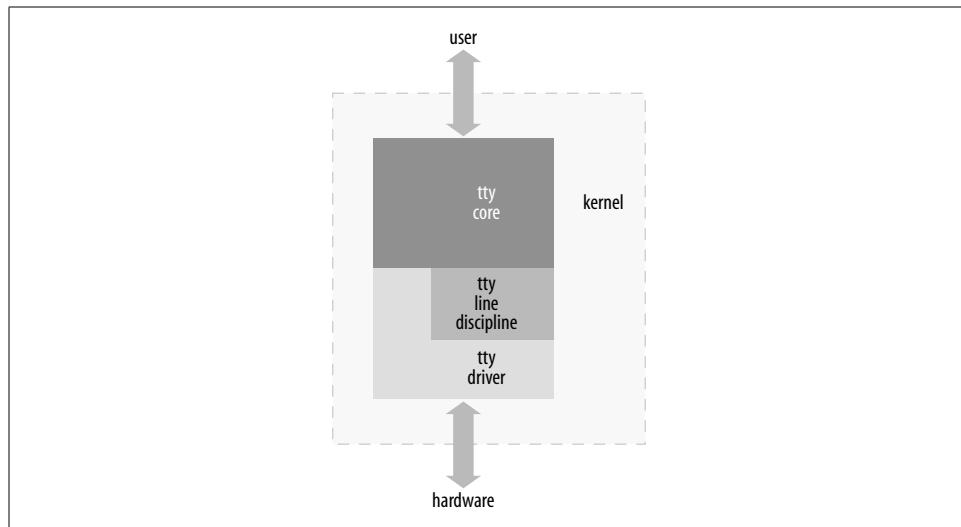 user
tty
core
kernel
tty
line
discipline
tty
driver
hardware